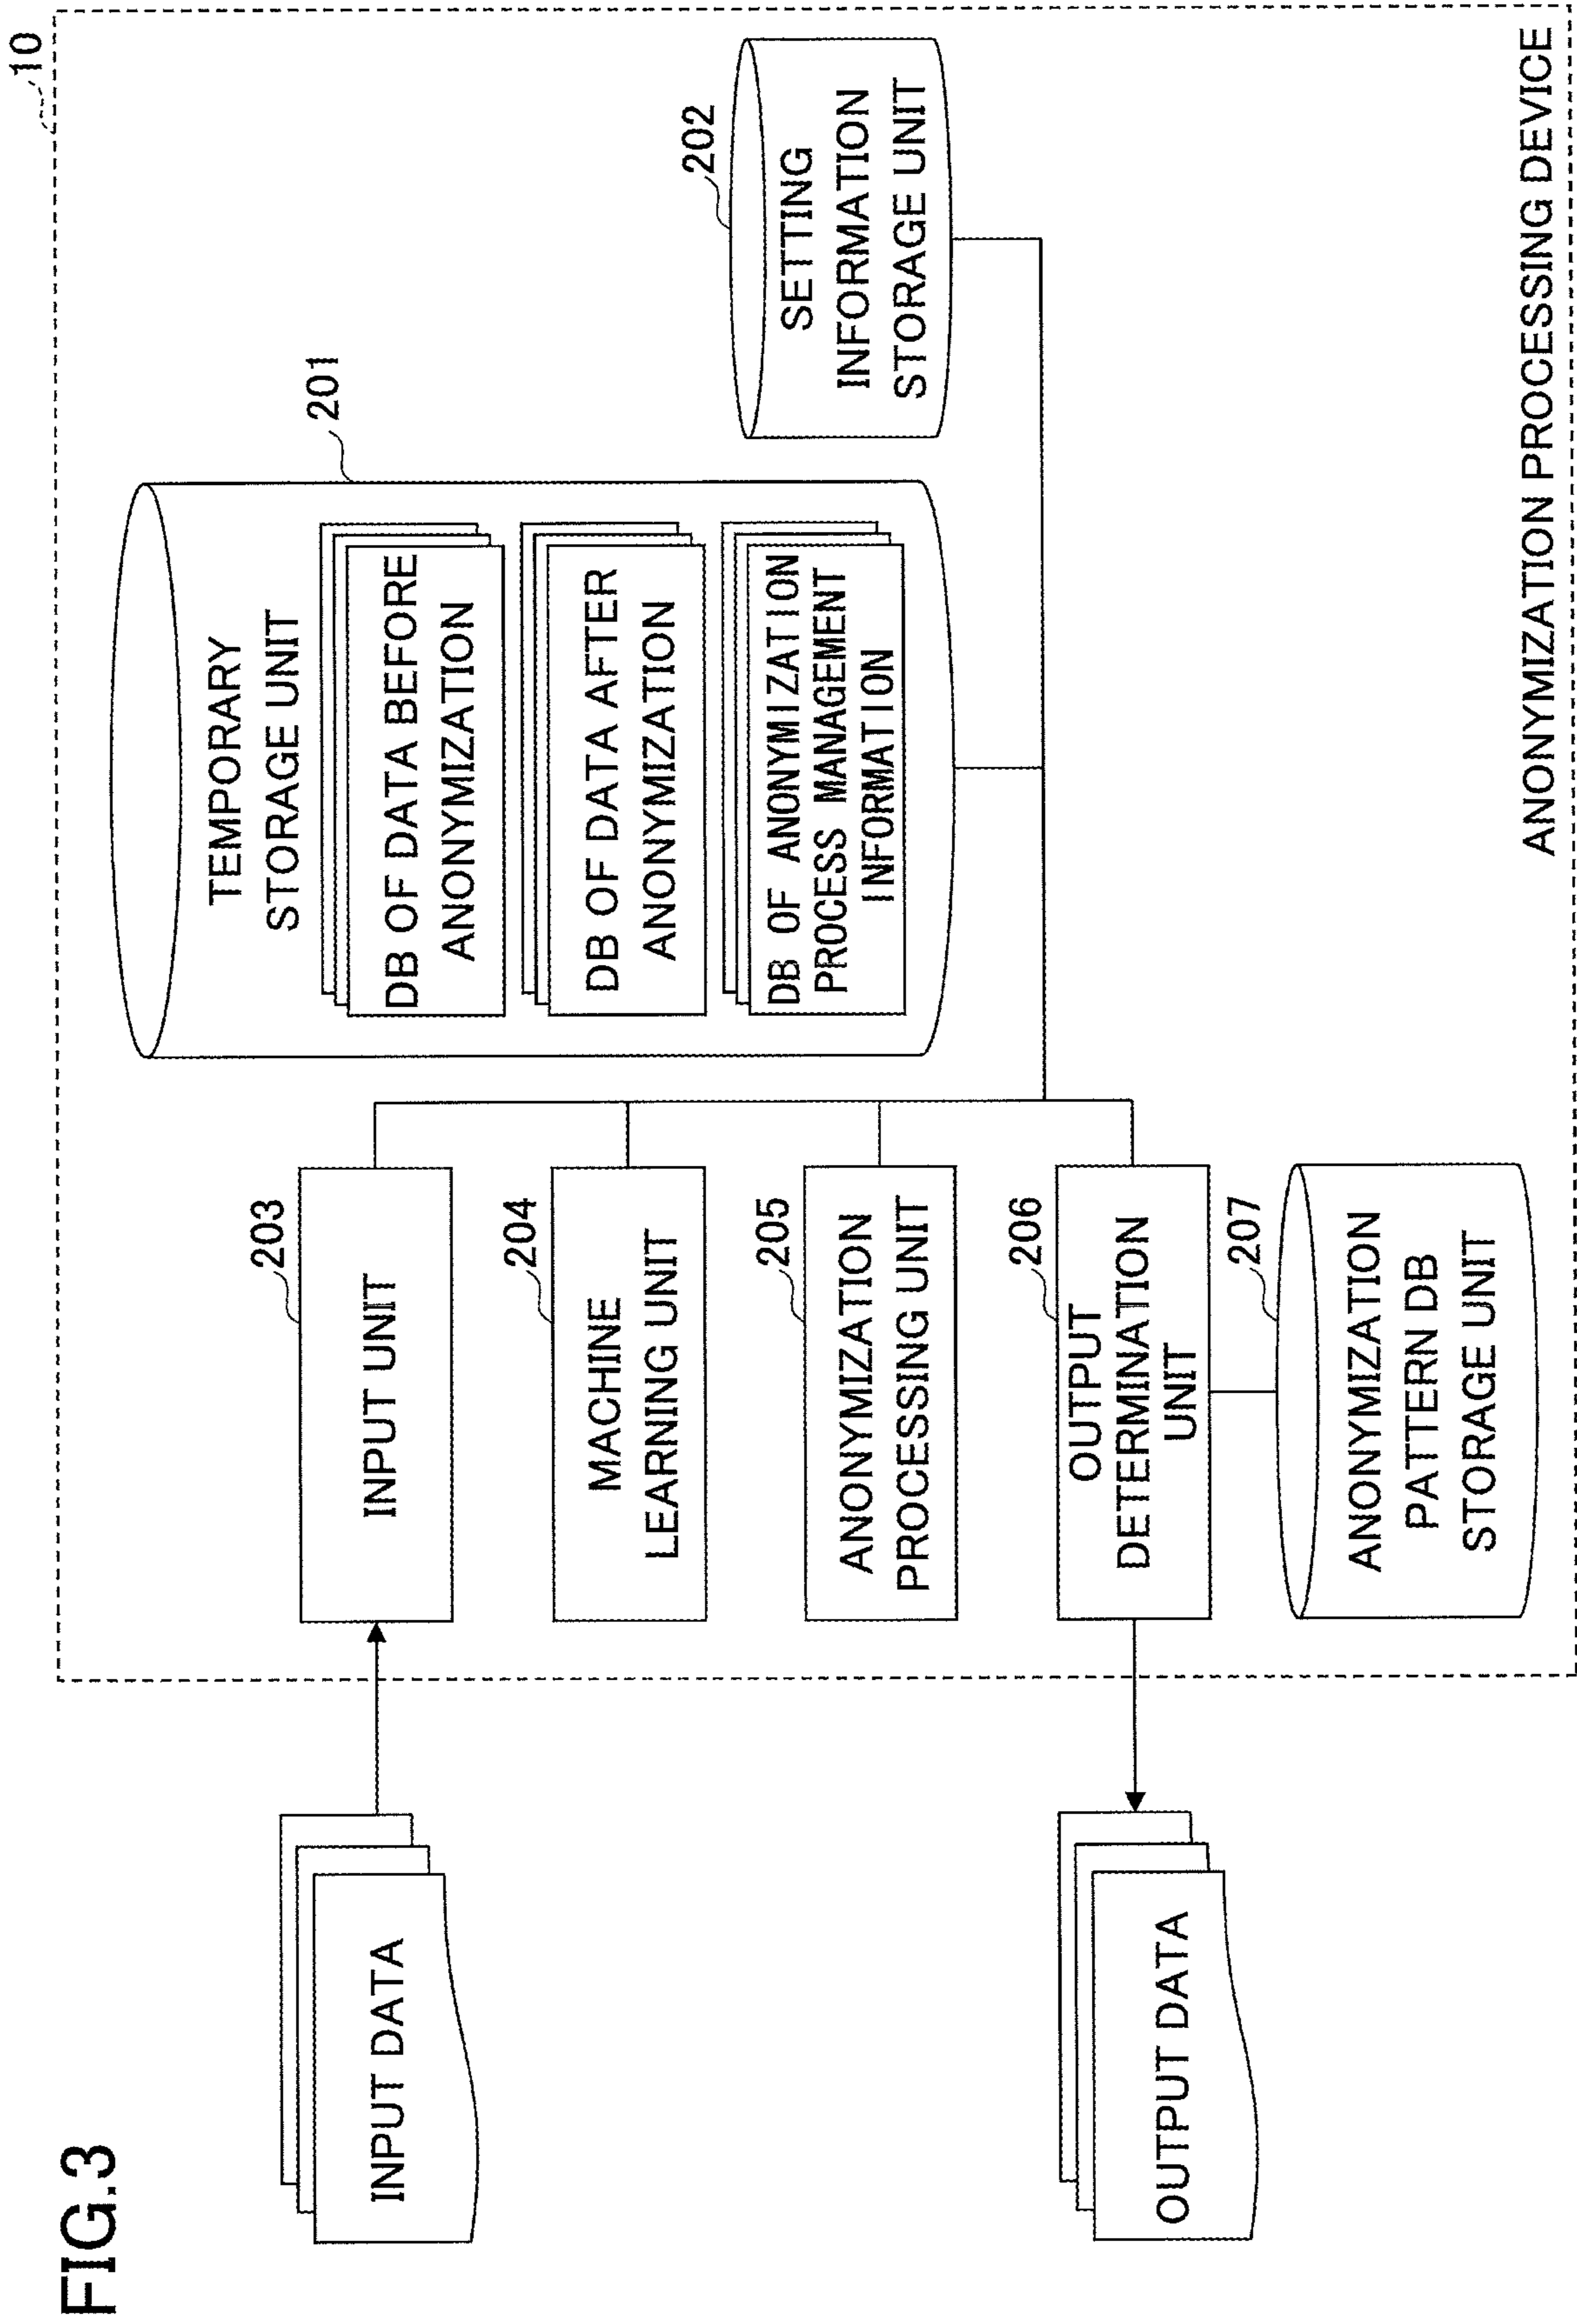 FIG.3
10
INPUT DATA
203
INPUT UNIT
204
MACHINE
LEARNING UNIT
205
ANONYMIZATION
PROCESSING UNIT
206
OUTPUT
DETERMINATION
UNIT
207
ANONYMIZATION
PATTERN DB
STORAGE UNIT
OUTPUT DATA
201
TEMPORARY
STORAGE UNIT
DB OF DATA BEFORE
ANONYMIZATION
DB OF DATA AFTER
ANONYMIZATION
DB OF ANONYMIZATION
PROCESS MANAGEMENT
INFORMATION
202
SETTING
INFORMATION
STORAGE UNIT
ANONYMIZATION PROCESSING DEVICE